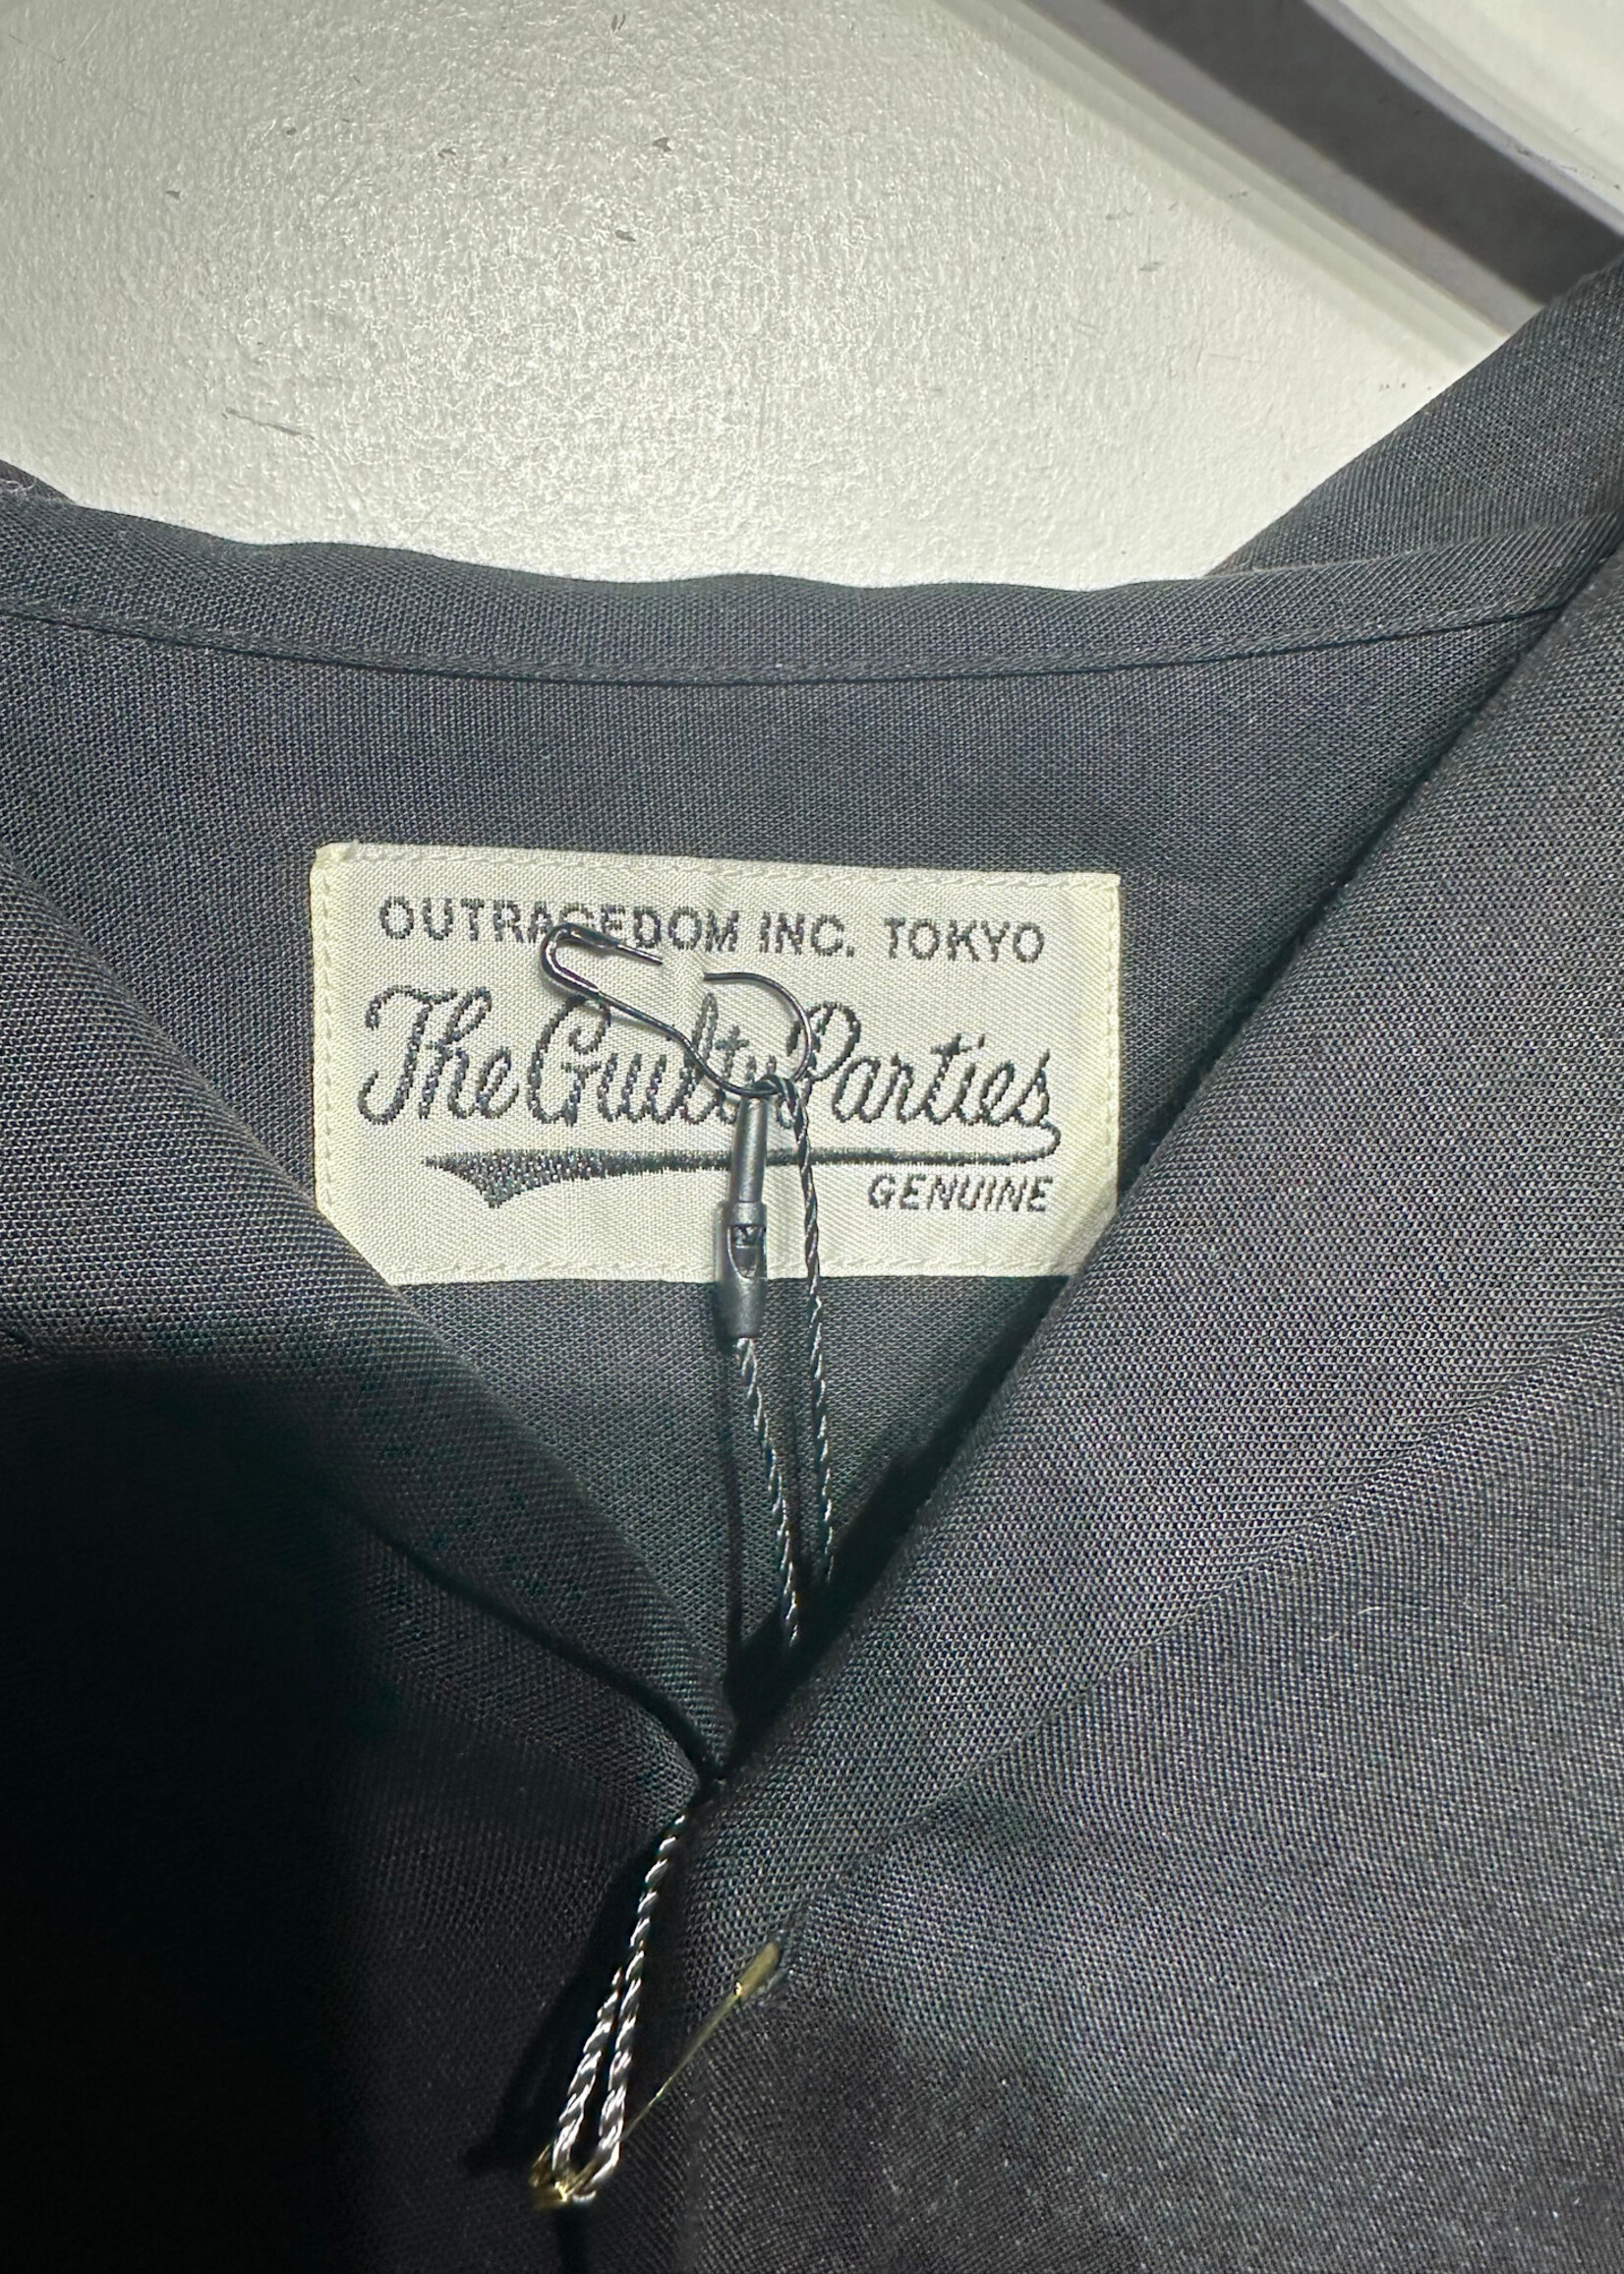 OUTRAGEDOM INC. TOKYO
The Guilty Parties
GENUINE